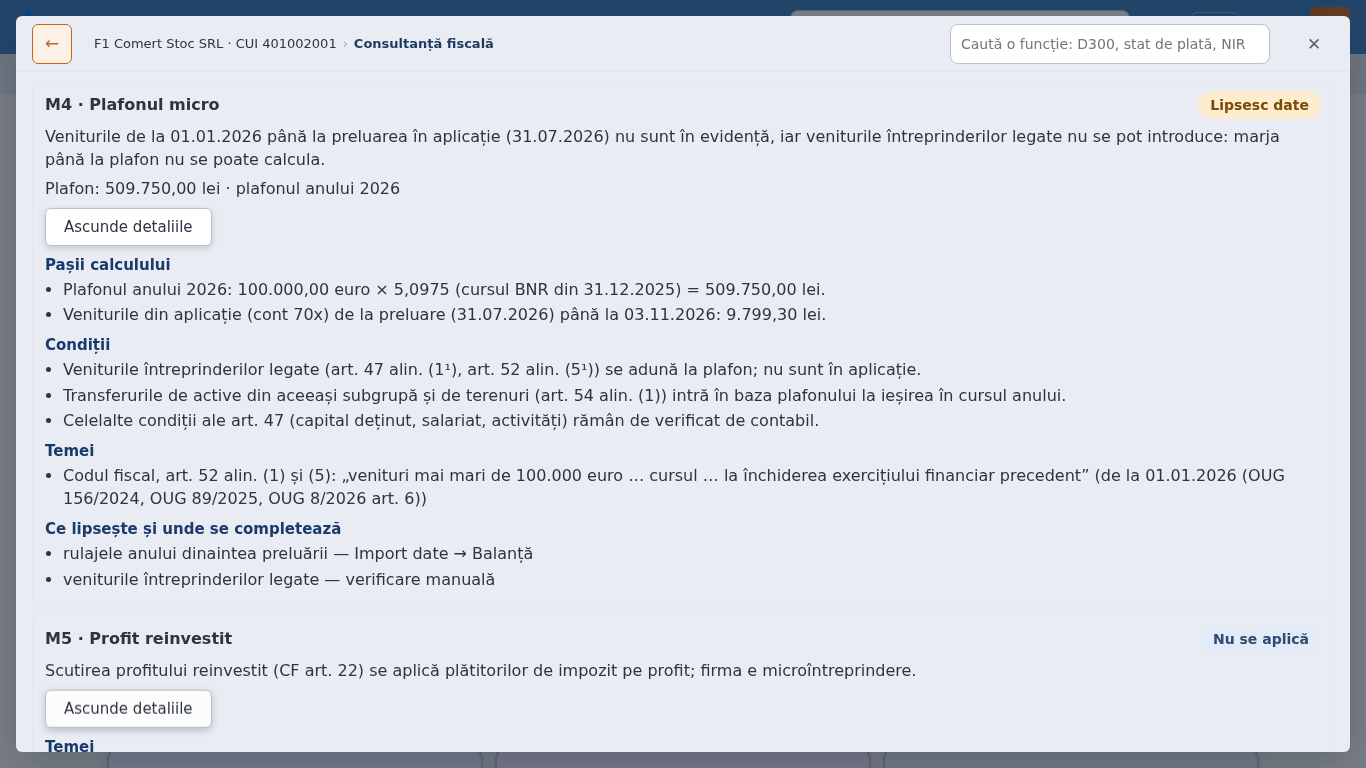 ←
F1 Comert Stoc SRL · CUI 401002001 › Consultanță fiscală
Caută o funcție: D300, stat de plată, NIR
✕
M4 · Plafonul micro
Lipsesc date
Veniturile de la 01.01.2026 până la preluarea în aplicație (31.07.2026) nu sunt în evidență, iar veniturile întreprinderilor legate nu se pot introduce: marja
până la plafon nu se poate calcula.
Plafon: 509.750,00 lei · plafonul anului 2026
Ascunde detaliile
Pașii calculului
• Plafonul anului 2026: 100.000,00 euro × 5,0975 (cursul BNR din 31.12.2025) = 509.750,00 lei.
• Veniturile din aplicație (cont 70x) de la preluare (31.07.2026) până la 03.11.2026: 9.799,30 lei.
Condiții
• Veniturile întreprinderilor legate (art. 47 alin. (1¹), art. 52 alin. (5¹)) se adună la plafon; nu sunt în aplicație.
• Transferurile de active din aceeași subgrupă și de terenuri (art. 54 alin. (1)) intră în baza plafonului la ieșirea în cursul anului.
• Celelalte condiții ale art. 47 (capital deținut, salariat, activități) rămân de verificat de contabil.
Temei
• Codul fiscal, art. 52 alin. (1) și (5): „venituri mai mari de 100.000 euro … cursul … la închiderea exercițiului financiar precedent” (de la 01.01.2026 (OUG
156/2024, OUG 89/2025, OUG 8/2026 art. 6))
Ce lipsește și unde se completează
• rulajele anului dinaintea preluării — Import date → Balanță
• veniturile întreprinderilor legate — verificare manuală
M5 · Profit reinvestit
Nu se aplică
Scutirea profitului reinvestit (CF art. 22) se aplică plătitorilor de impozit pe profit; firma e microîntreprindere.
Ascunde detaliile
Temei